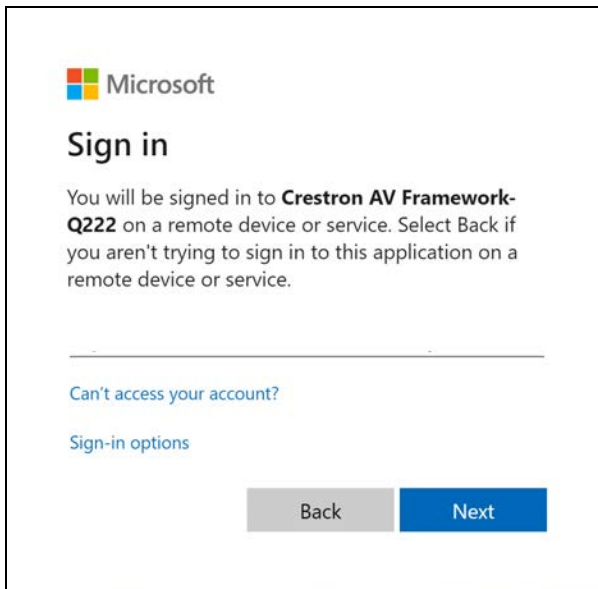 Microsoft
Sign in
You will be signed in to Crestron AV Framework-
Q222 on a remote device or service. Select Back if
you aren't trying to sign in to this application on a
remote device or service.
Can't access your account?
Sign-in options
Back
Next